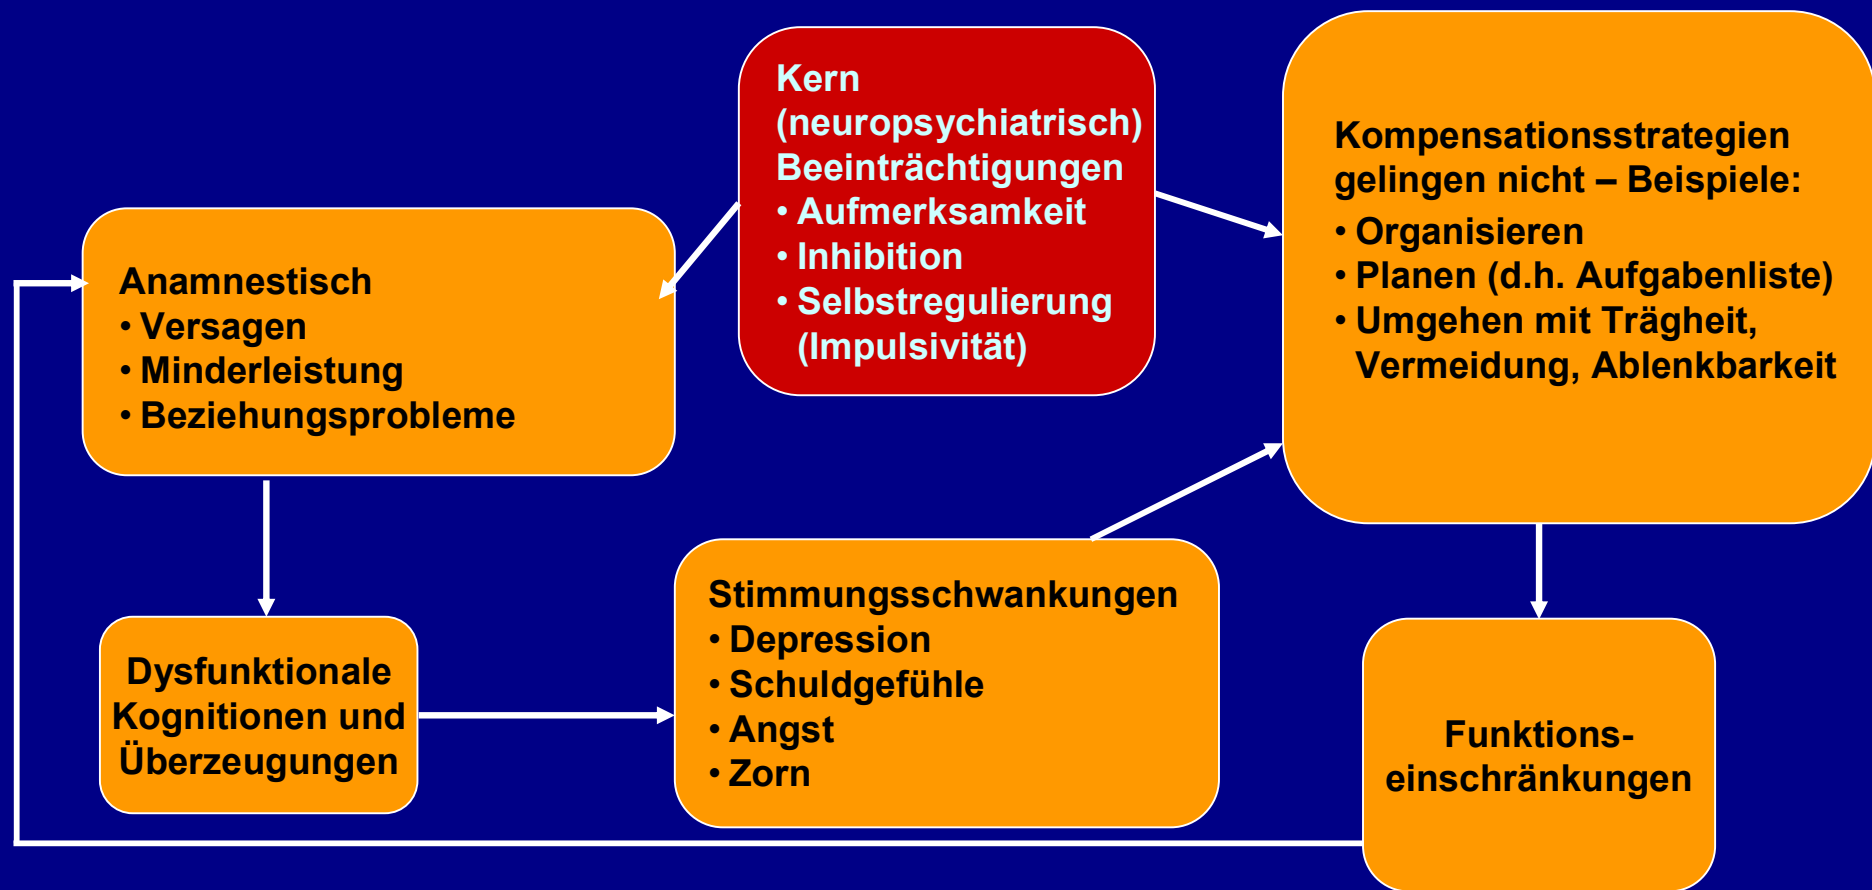 Kern
(neuropsychiatrisch)
Beeinträchtigungen
• Aufmerksamkeit
• Inhibition
• Selbstregulierung
(Impulsivität)
Kompensationsstrategien
gelingen nicht – Beispiele:
• Organisieren
• Planen (d.h. Aufgabenliste)
• Umgehen mit Trägheit,
Vermeidung, Ablenkbarkeit
Anamnestisch
• Versagen
• Minderleistung
• Beziehungsprobleme
Stimmungsschwankungen
• Depression
• Schuldgefühle
• Angst
• Zorn
Dysfunktionale
Kognitionen und
Überzeugungen
Funktions-
einschränkungen